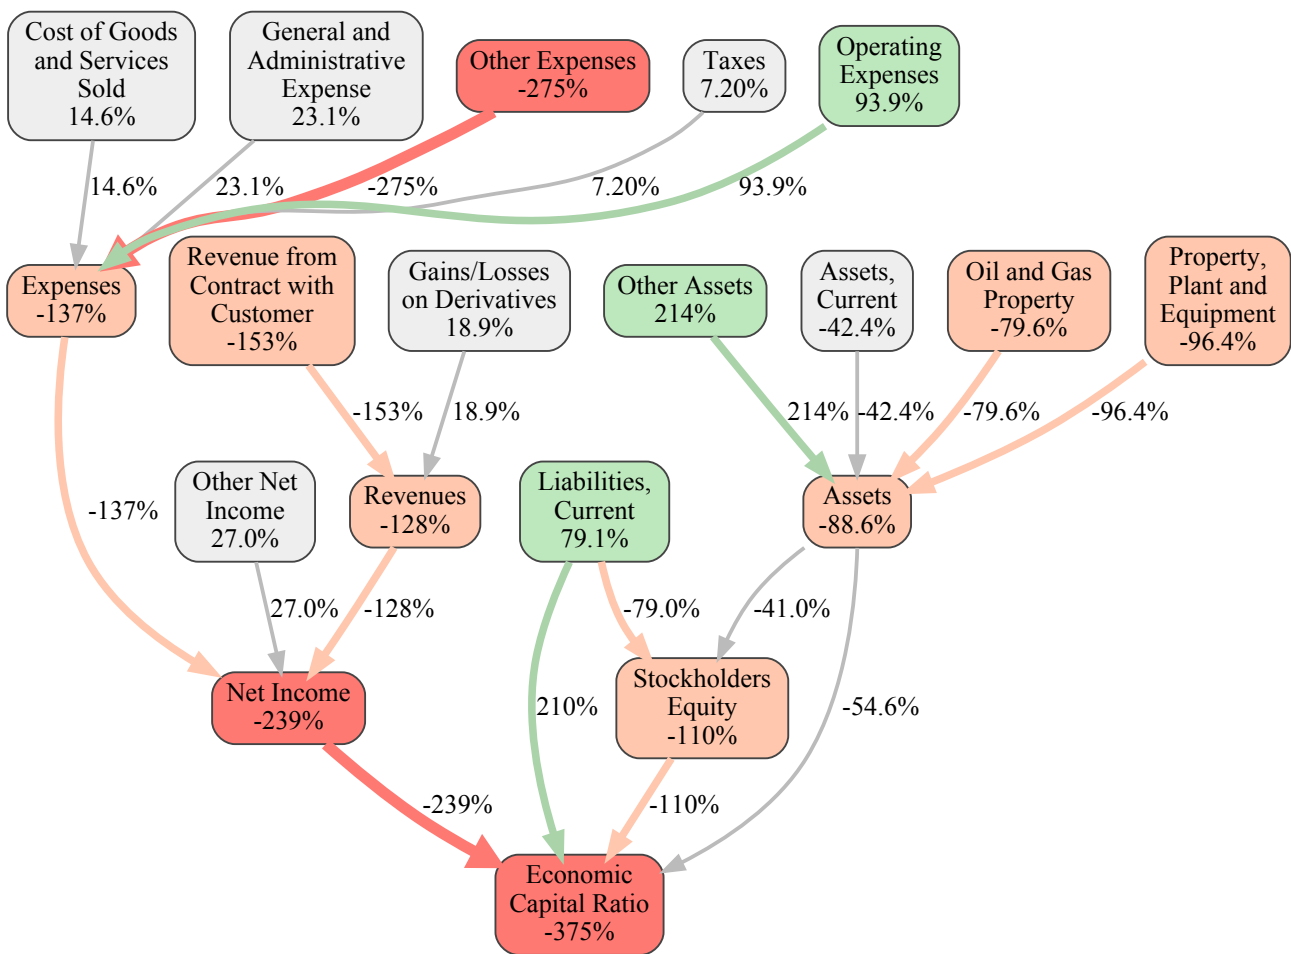 Cost of Goods
and Services
Sold
14.6%
General and
Administrative
Expense
23.1%
Other Expenses
-275%
Taxes
7.20%
Operating
Expenses
93.9%
14.6%
23.1%
-275%
7.20%
93.9%
Expenses
-137%
Revenue from
Contract with
Customer
-153%
Gains/Losses
on Derivatives
18.9%
Other Assets
214%
Assets,
Current
-42.4%
Oil and Gas
Property
-79.6%
Property,
Plant and
Equipment
-96.4%
-153%
18.9%
214%
-42.4%
-79.6%
-96.4%
-137%
Other Net
Income
27.0%
Revenues
-128%
Liabilities,
Current
79.1%
Assets
-88.6%
27.0%
-128%
-79.0%
-41.0%
Net Income
-239%
210%
Stockholders
Equity
-110%
-54.6%
-239%
-110%
Economic
Capital Ratio
-375%